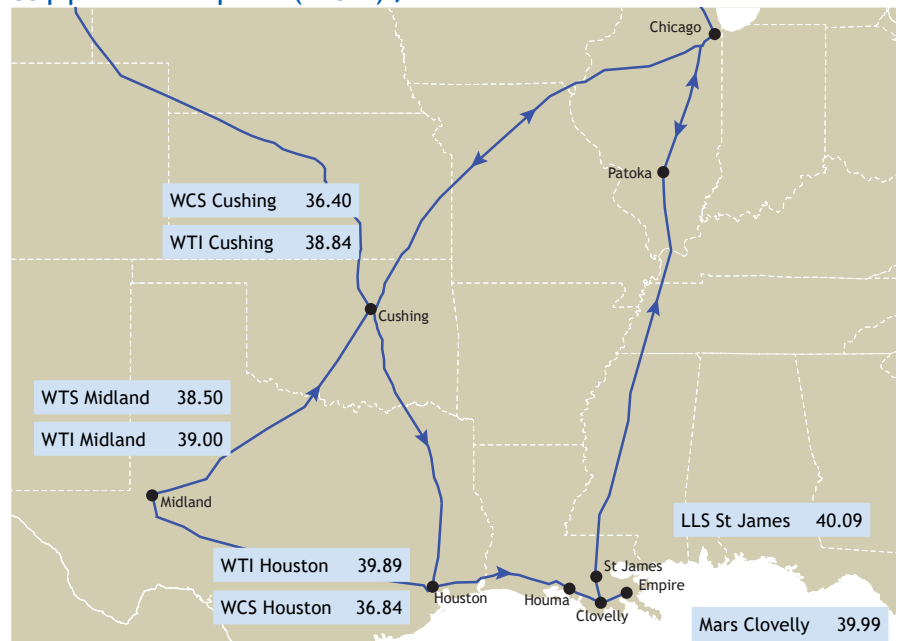 Chicago
Patoka
WCS Cushing 36.40
WTI Cushing 38.84
Cushing
WTS Midland 38.50
WTI Midland 39.00
Midland
LLS St James 40.09
WTI Houston 39.89
St James
Empire
Houston
Houma
WCS Houston 36.84
Clovelly
Mars Clovelly 39.99